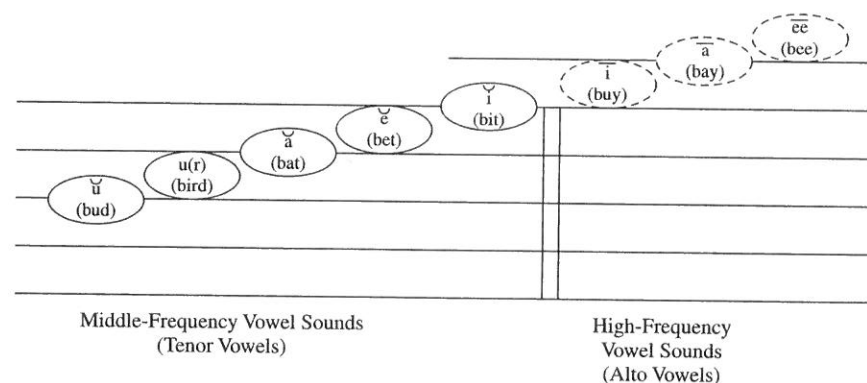 ŭ
(bud)
u(r)
(bird)
ă
(bat)
ĕ
(bet)
ĭ
(bit)
ī
(buy)
ā
(bay)
e̅e̅
(bee)
Middle-Frequency Vowel Sounds
(Tenor Vowels)
High-Frequency
Vowel Sounds
(Alto Vowels)